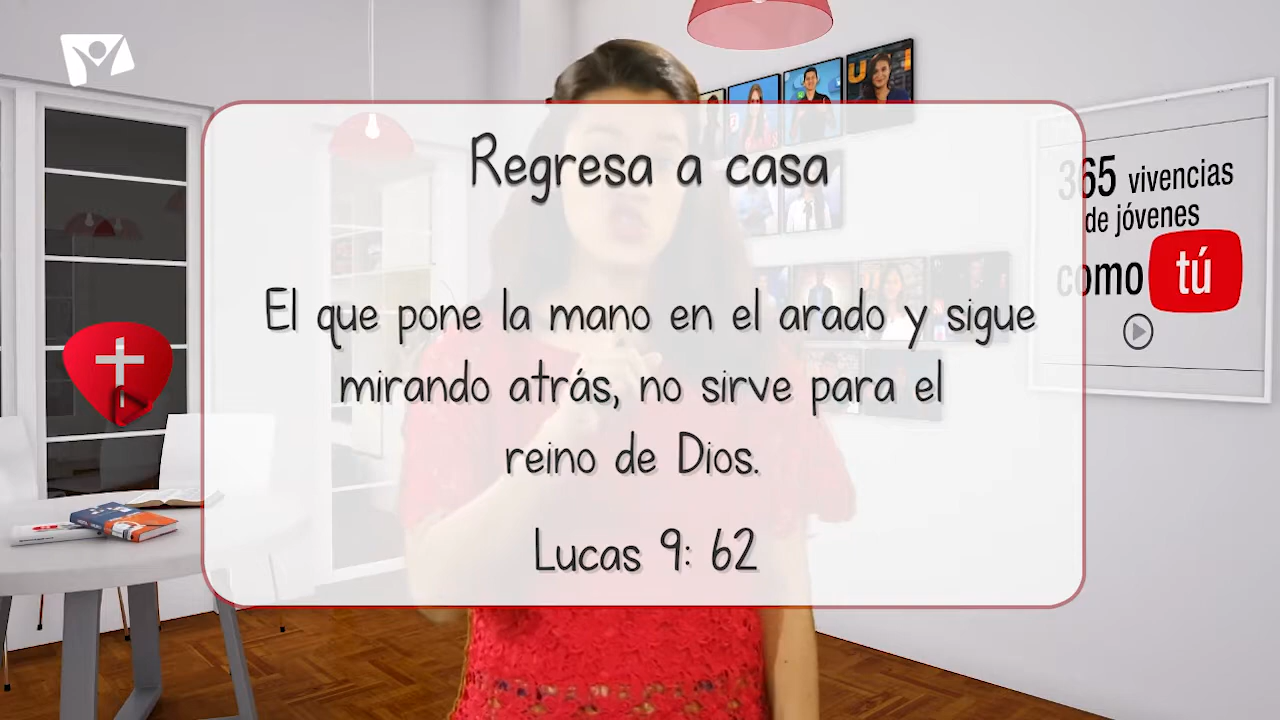 Regresa a casa
El que pone la mano en el arado y sigue
mirando atrás, no sirve para el
reino de Dios.
Lucas 9: 62
365 vivencias
de jóvenes
como tú